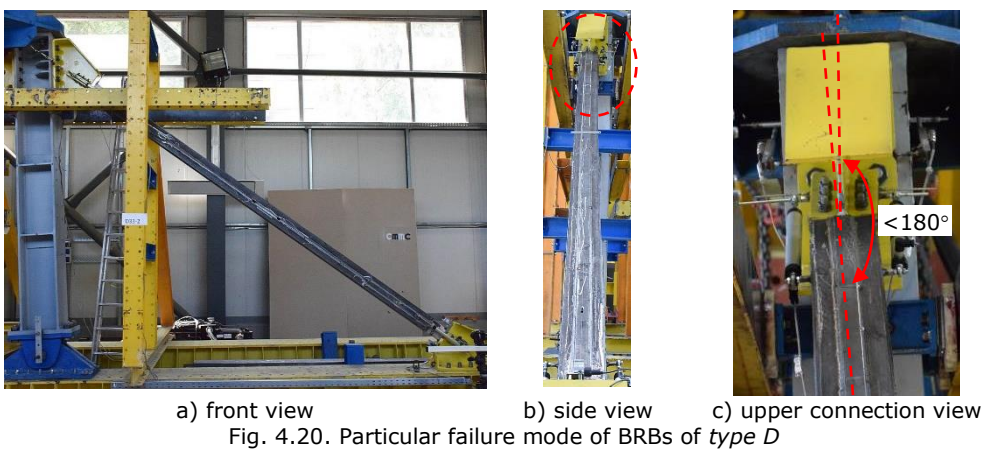 <180°
a) front view
b) side view
c) upper connection view
Fig. 4.20. Particular failure mode of BRBs of type D